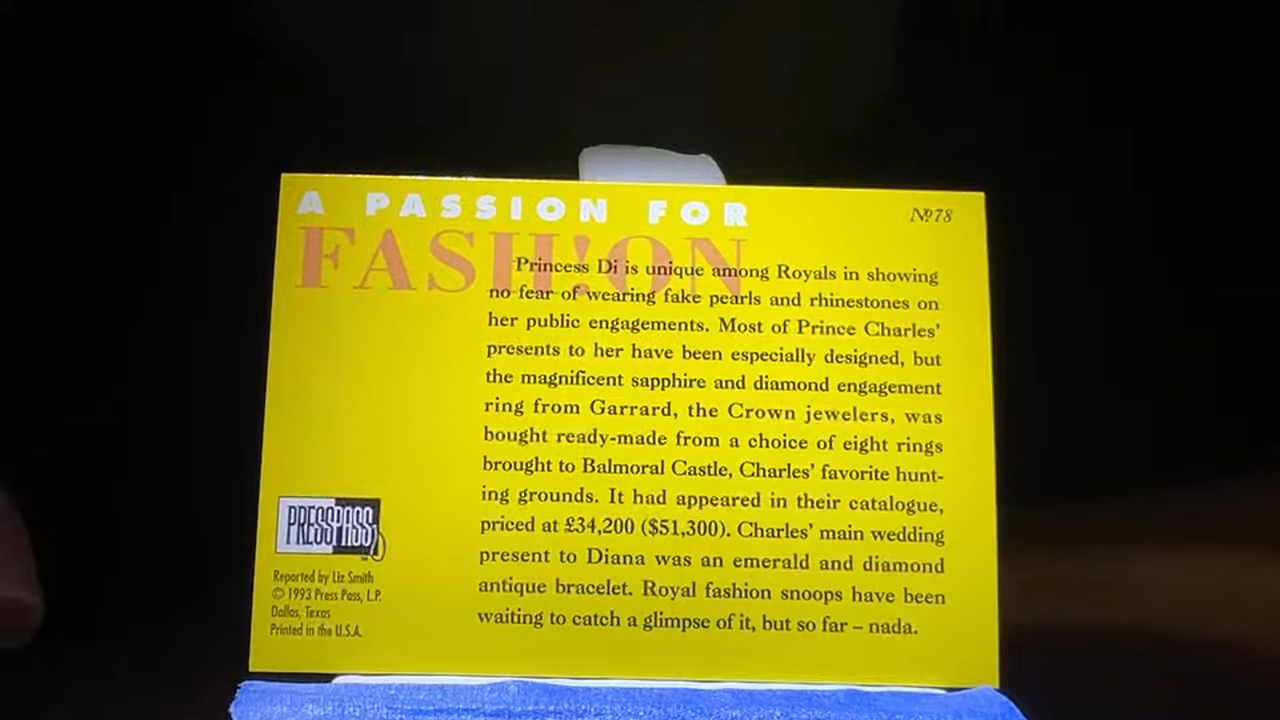 A PASSION FOR
FASH!ON
№78
Princess Di is unique among Royals in showing
no fear of wearing fake pearls and rhinestones on
her public engagements. Most of Prince Charles'
presents to her have been especially designed, but
the magnificent sapphire and diamond engagement
ring from Garrard, the Crown jewelers, was
bought ready-made from a choice of eight rings
brought to Balmoral Castle, Charles' favorite hunt-
ing grounds. It had appeared in their catalogue,
priced at £34,200 ($51,300). Charles' main wedding
present to Diana was an emerald and diamond
antique bracelet. Royal fashion snoops have been
waiting to catch a glimpse of it, but so far – nada.
PRESSPASS
Reported by Liz Smith
© 1993 Press Pass, L.P.
Dallas, Texas
Printed in the U.S.A.